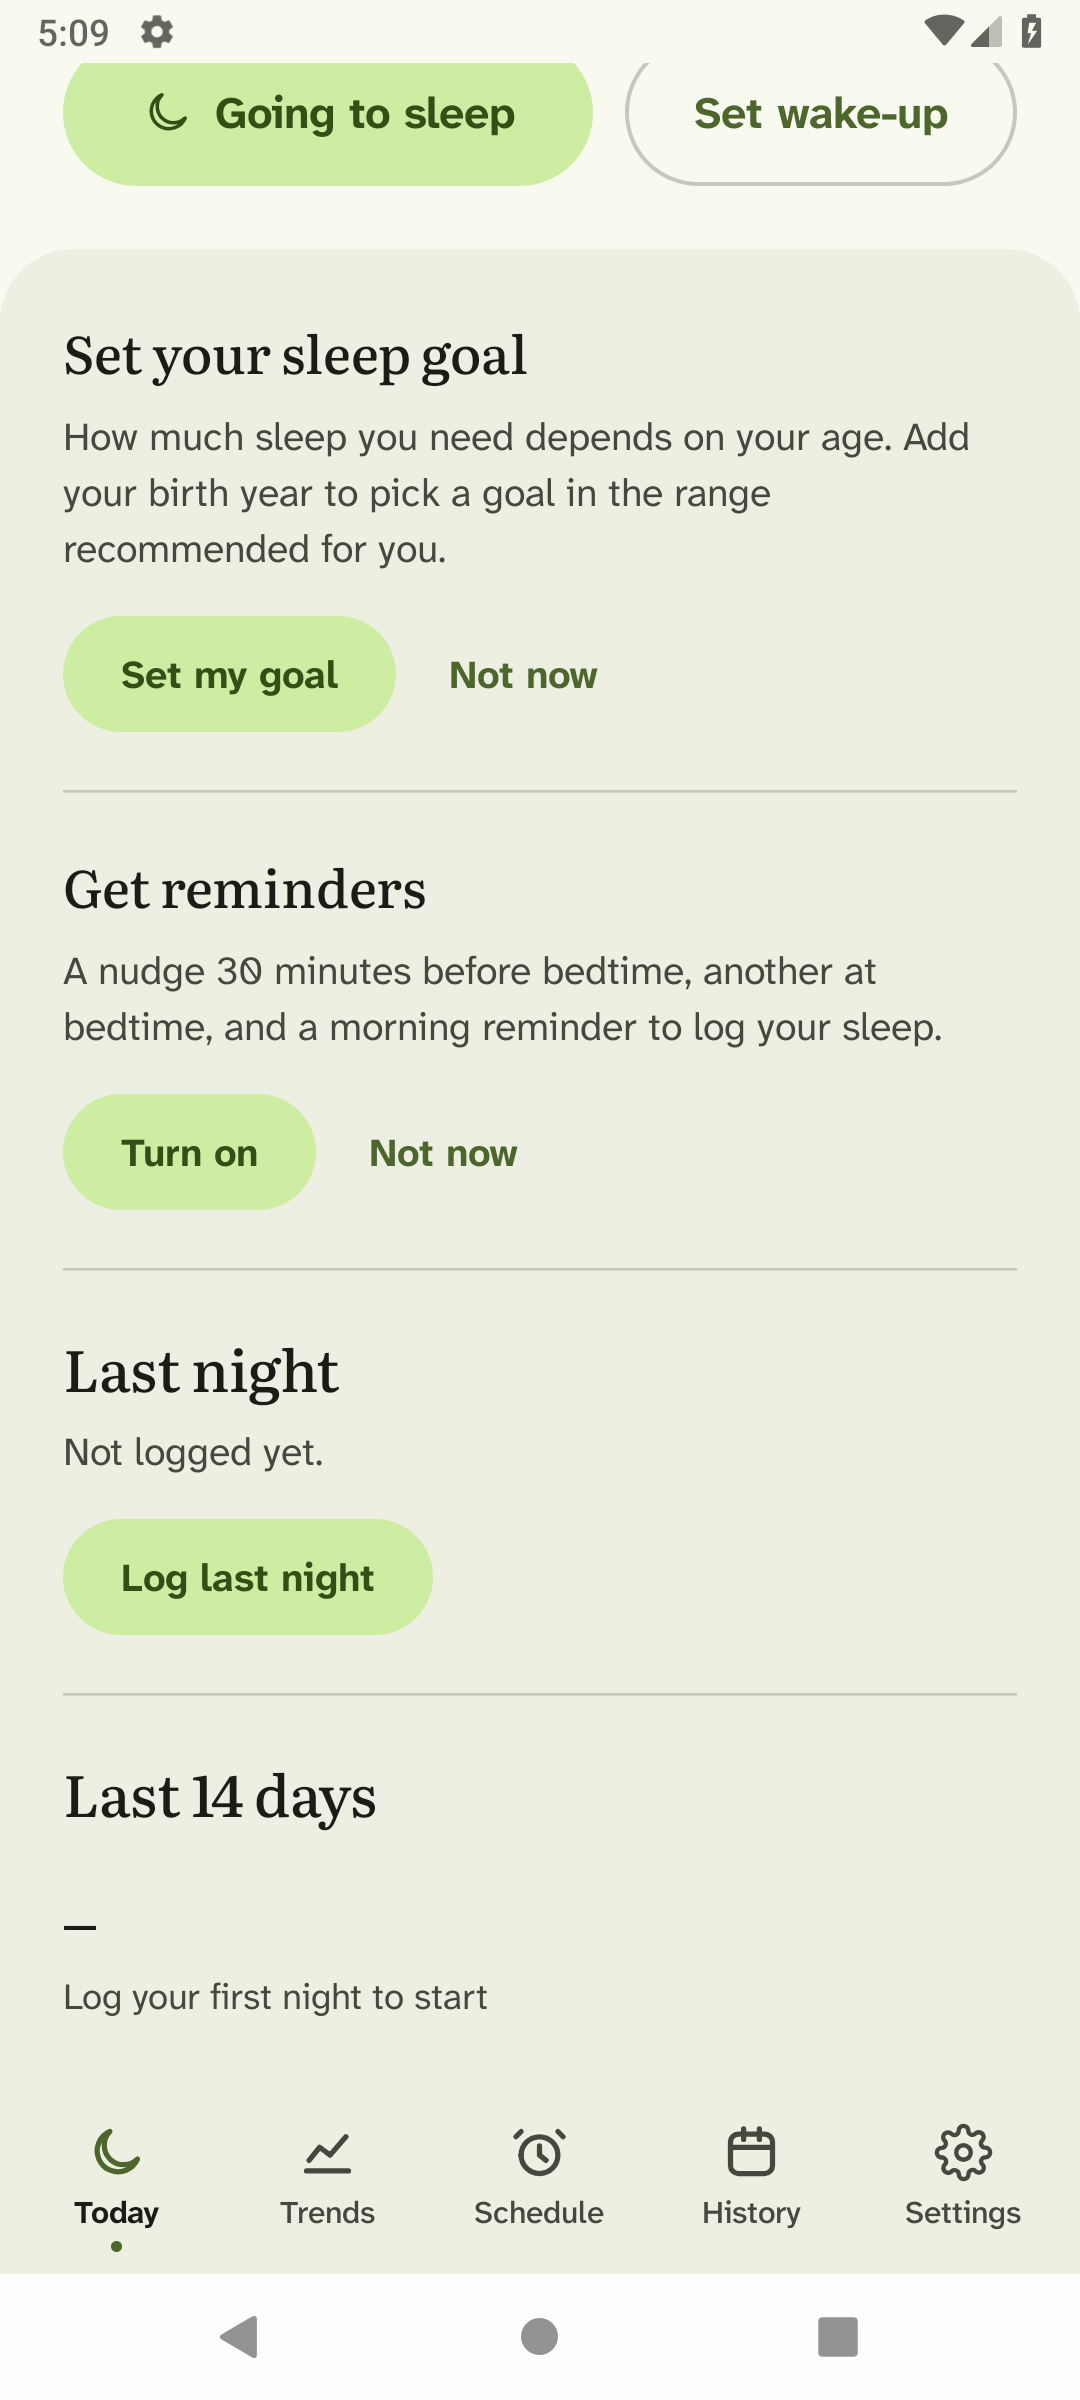 5:09
Going to sleep
Set wake-up
Set your sleep goal
How much sleep you need depends on your age. Add
your birth year to pick a goal in the range
recommended for you.
Set my goal
Not now
Get reminders
A nudge 30 minutes before bedtime, another at
bedtime, and a morning reminder to log your sleep.
Turn on
Not now
Last night
Not logged yet.
Log last night
Last 14 days
–
Log your first night to start
Today
Trends
Schedule
History
Settings